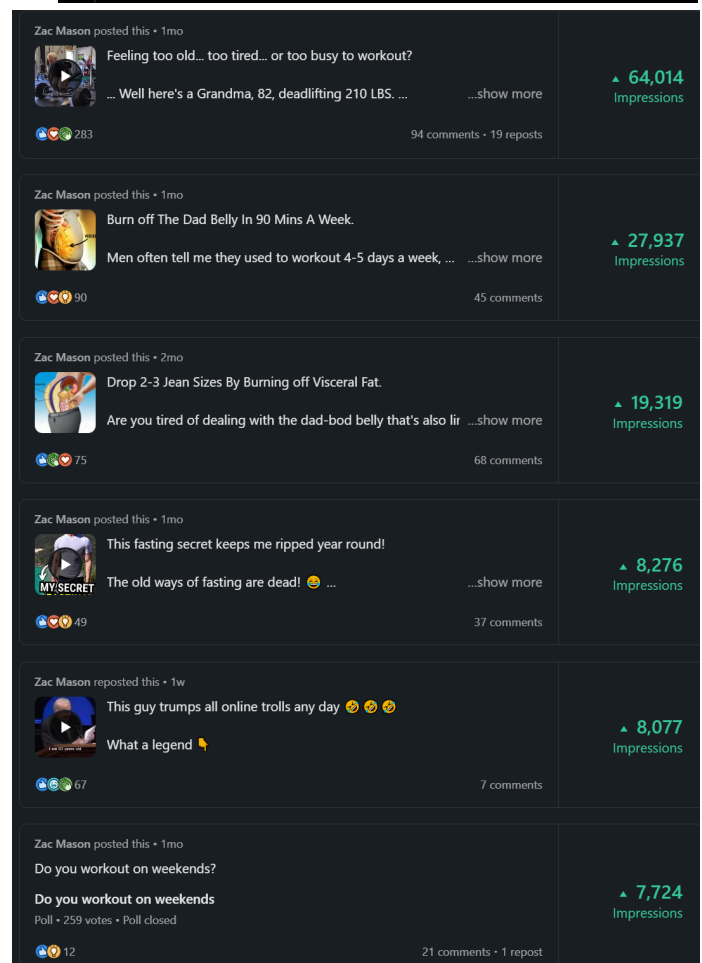 Zac Mason posted this • 1mo
Feeling too old... too tired... or too busy to workout?
... Well here's a Grandma, 82, deadlifting 210 LBS. ... ...show more
64,014
Impressions
283
94 comments • 19 reposts
Zac Mason posted this • 1mo
Burn off The Dad Belly In 90 Mins A Week.
Men often tell me they used to workout 4-5 days a week, ... ...show more
27,937
Impressions
90
45 comments
Zac Mason posted this • 2mo
Drop 2-3 Jean Sizes By Burning off Visceral Fat.
Are you tired of dealing with the dad-bod belly that's also lir ...show more
19,319
Impressions
75
68 comments
Zac Mason posted this • 1mo
This fasting secret keeps me ripped year round!
The old ways of fasting are dead! 😂 ... ...show more
MY SECRET
8,276
Impressions
49
37 comments
Zac Mason reposted this • 1w
This guy trumps all online trolls any day 🤣 🤣 🤣
What a legend 👇
8,077
Impressions
67
7 comments
Zac Mason posted this • 1mo
Do you workout on weekends?
Do you workout on weekends
Poll • 259 votes • Poll closed
7,724
Impressions
12
21 comments • 1 repost